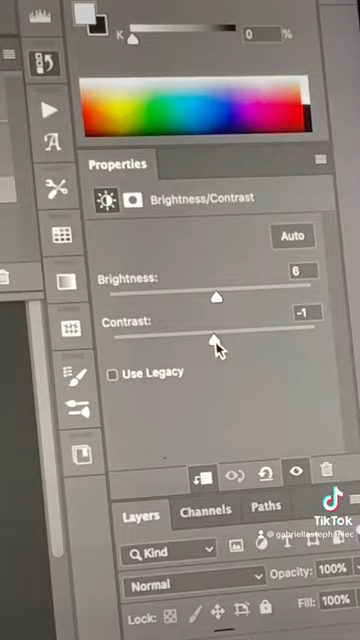 K 0 %
Properties
Brightness/Contrast
Auto
Brightness: 6
Contrast: -1
Use Legacy
Layers Channels Paths
TikTok
@gabriellastephaniec
Kind
T
Normal Opacity: 100%
Lock: Fill: 100%